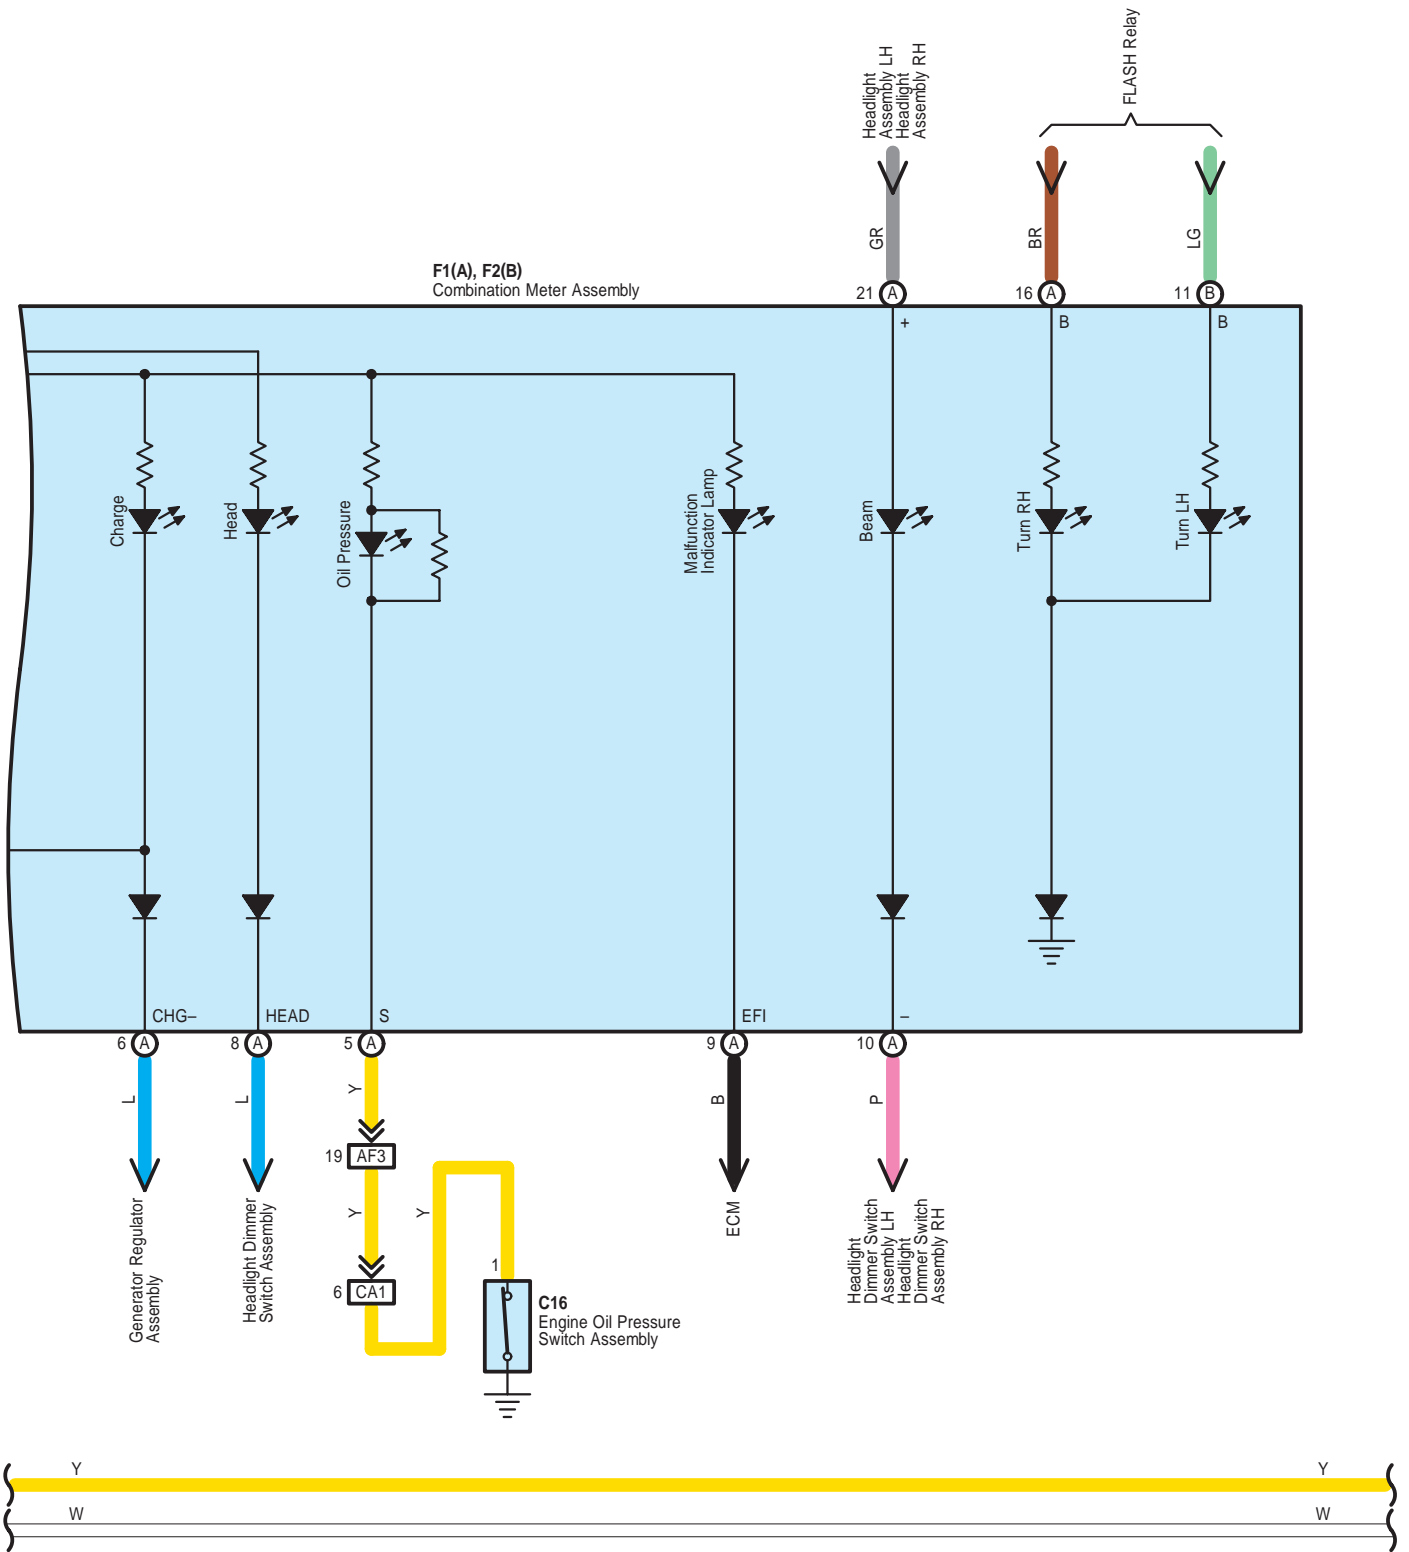 FLASH Relay
Headlight
Assembly LH
Headlight
Assembly RH
GR
BR
LG
F1(A), F2(B)
Combination Meter Assembly
21 A
16 A
11 B
+
B
B
Charge
Head
Oil Pressure
Malfunction
Indicator Lamp
Beam
Turn RH
Turn LH
CHG–
HEAD
S
EFI
–
6 A
8 A
5 A
9 A
10 A
L
L
Y
B
P
19 AF3
Y
Y
6 CA1
1
C16
Engine Oil Pressure
Switch Assembly
Generator Regulator
Assembly
Headlight Dimmer
Switch Assembly
ECM
Headlight
Dimmer Switch
Assembly LH
Headlight
Dimmer Switch
Assembly RH
Y Y
W W